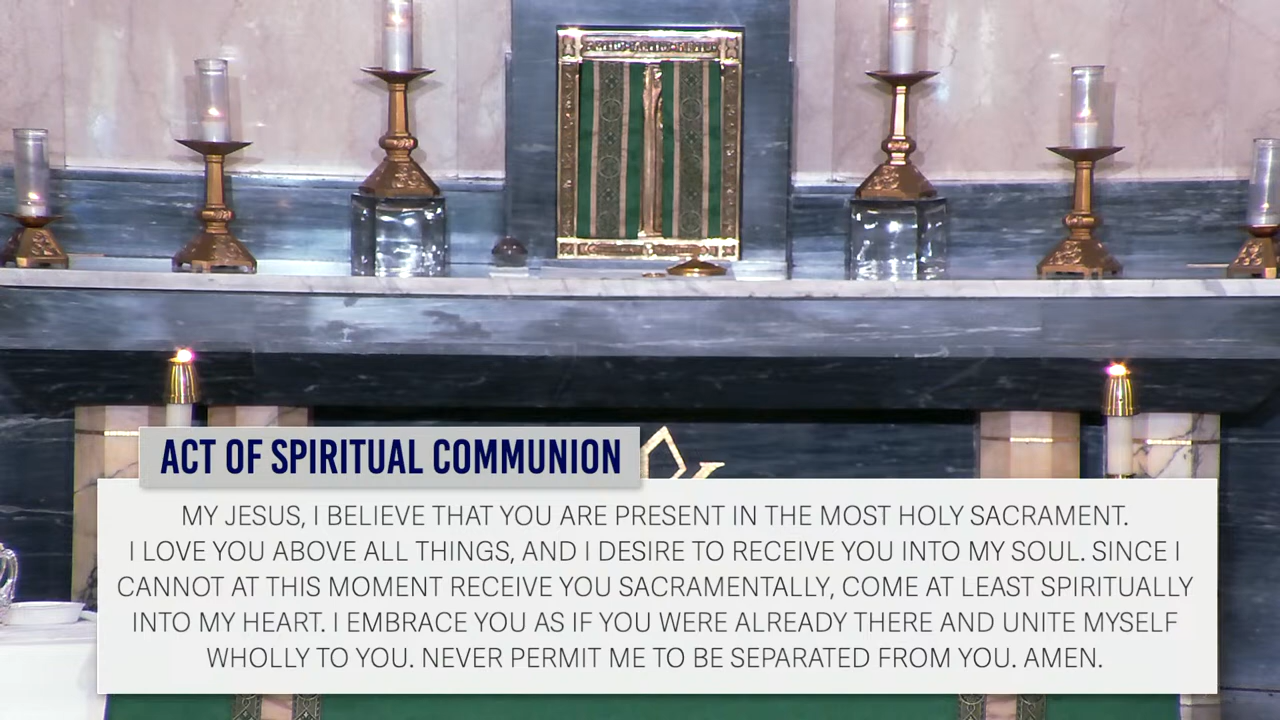 ACT OF SPIRITUAL COMMUNION
MY JESUS, I BELIEVE THAT YOU ARE PRESENT IN THE MOST HOLY SACRAMENT.
I LOVE YOU ABOVE ALL THINGS, AND I DESIRE TO RECEIVE YOU INTO MY SOUL. SINCE I
CANNOT AT THIS MOMENT RECEIVE YOU SACRAMENTALLY, COME AT LEAST SPIRITUALLY
INTO MY HEART. I EMBRACE YOU AS IF YOU WERE ALREADY THERE AND UNITE MYSELF
WHOLLY TO YOU. NEVER PERMIT ME TO BE SEPARATED FROM YOU. AMEN.